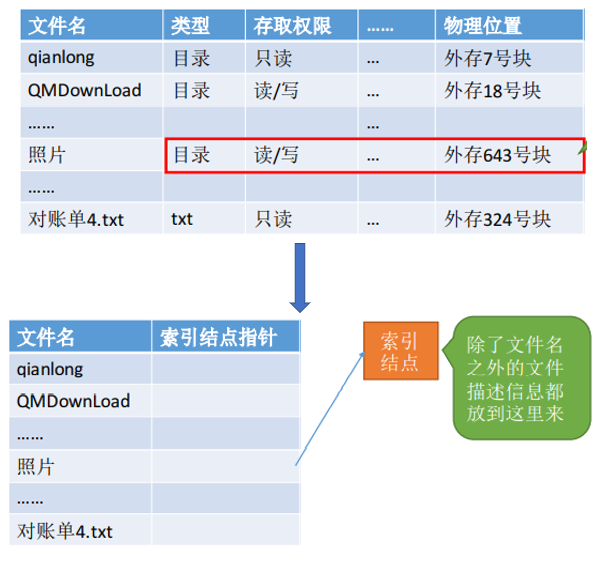 文件名 类型 存取权限 …… 物理位置
qianlong 目录 只读 ... 外存7号块
QMDownLoad 目录 读/写 ... 外存18号块
…… ...
照片 目录 读/写 ... 外存643号块
……
对账单4.txt txt 只读 ... 外存324号块
文件名 索引结点指针
qianlong
QMDownLoad
……
照片
……
对账单4.txt
索引
结点
除了文件名
之外的文件
描述信息都
放到这里来